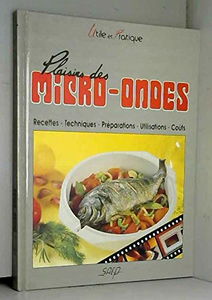 Utile et Pratique
Plaisirs des
MICRO-ONDES
Recettes · Techniques · Préparations · Utilisations · Coûts
SAEP